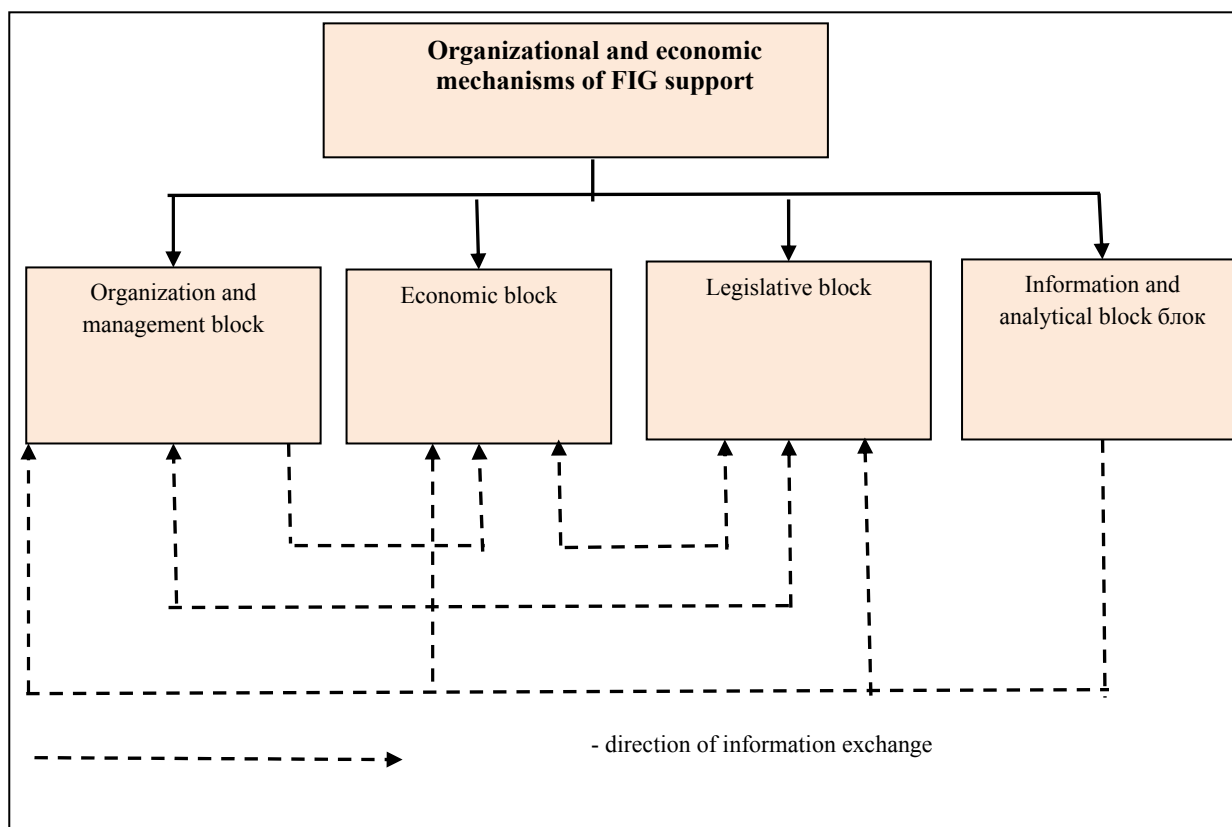 Organizational and economic
mechanisms of FIG support
Organization and
management block
Economic block
Legislative block
Information and
analytical block блок
- direction of information exchange